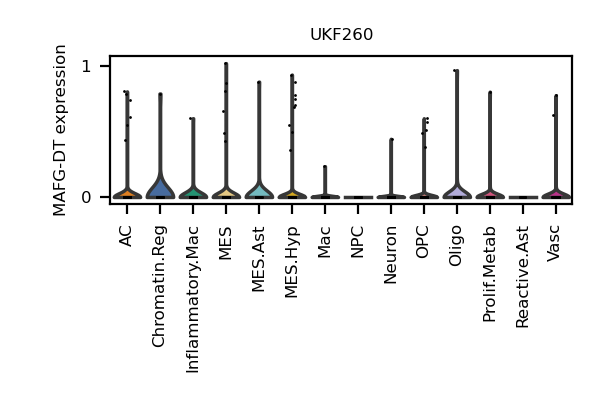 UKF260
MAFG-DT expression
1
0
AC
Chromatin.Reg
Inflammatory.Mac
MES
MES.Ast
MES.Hyp
Mac
NPC
Neuron
OPC
Oligo
Prolif.Metab
Reactive.Ast
Vasc